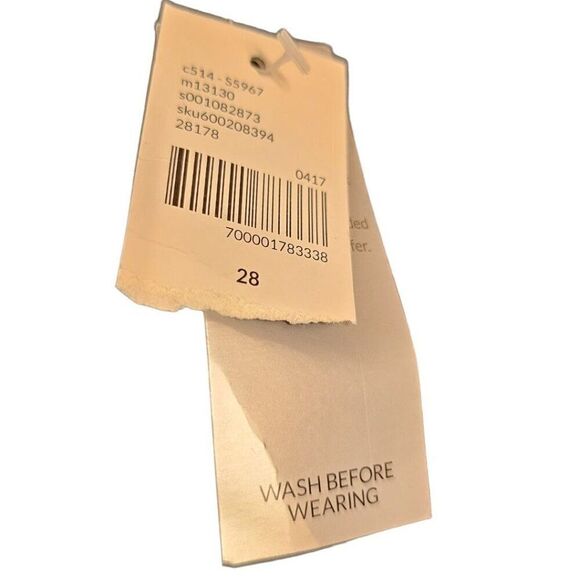 c514 - S5967
m13130
s001082873
sku600208394
28178
0417
700001783338
28
WASH BEFORE
WEARING